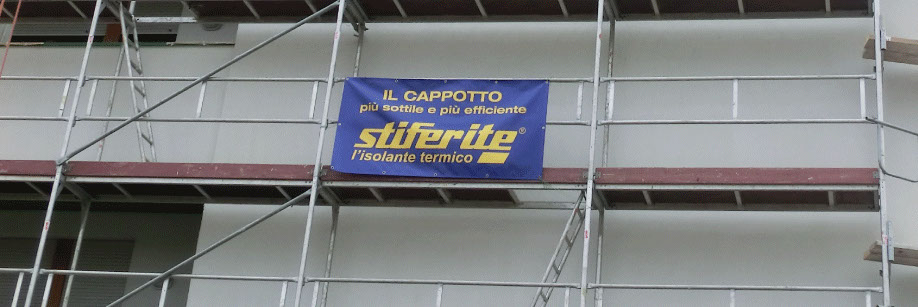 IL CAPPOTTO
più sottile e più efficiente
stiferite®
l'isolante termico